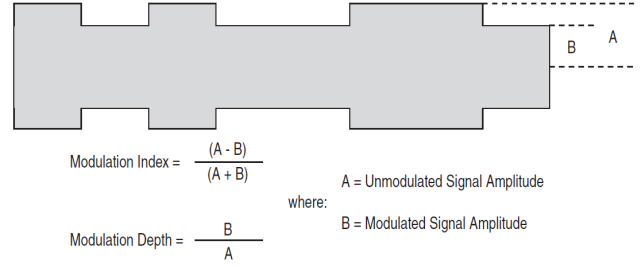 B
A
Modulation Index = (A - B)
(A + B)
A = Unmodulated Signal Amplitude
where:
B = Modulated Signal Amplitude
Modulation Depth = B
A